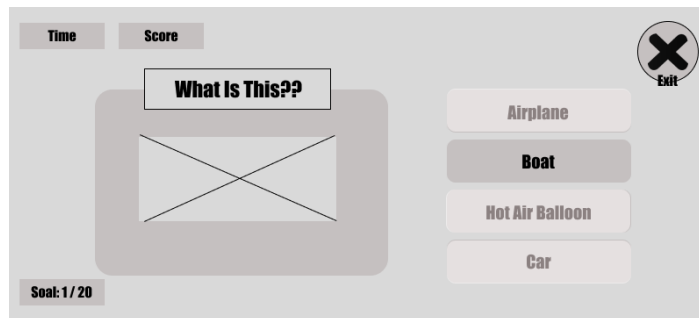 Time
Score
Exit
What Is This??
Airplane
Boat
Hot Air Balloon
Car
Soal: 1 / 20